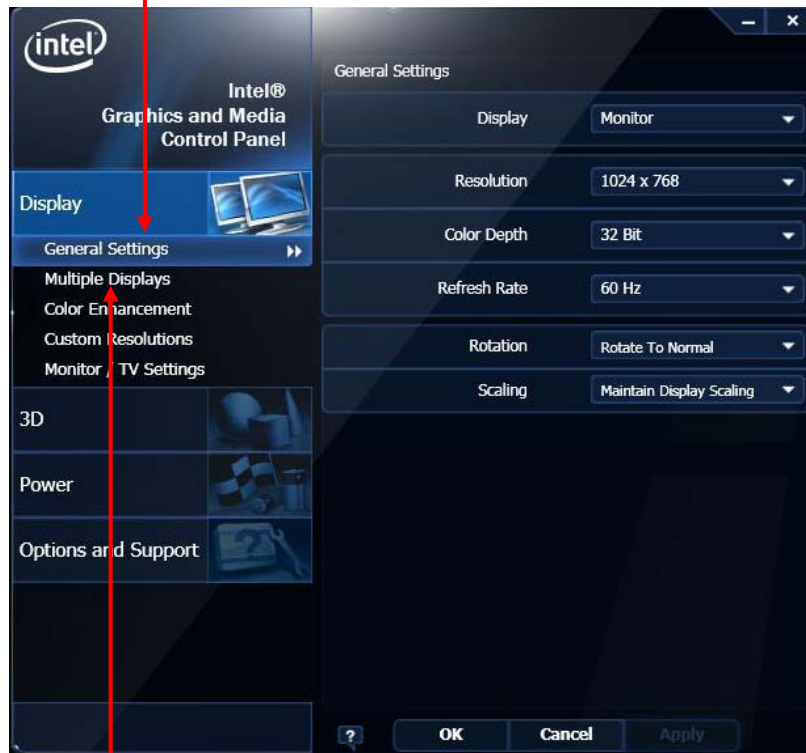 intel
Intel®
Graphics and Media
Control Panel
Display
General Settings
Multiple Displays
Color Enhancement
Custom Resolutions
Monitor / TV Settings
3D
Power
Options and Support
General Settings
Display Monitor
Resolution 1024 x 768
Color Depth 32 Bit
Refresh Rate 60 Hz
Rotation Rotate To Normal
Scaling Maintain Display Scaling
? OK Cancel Apply